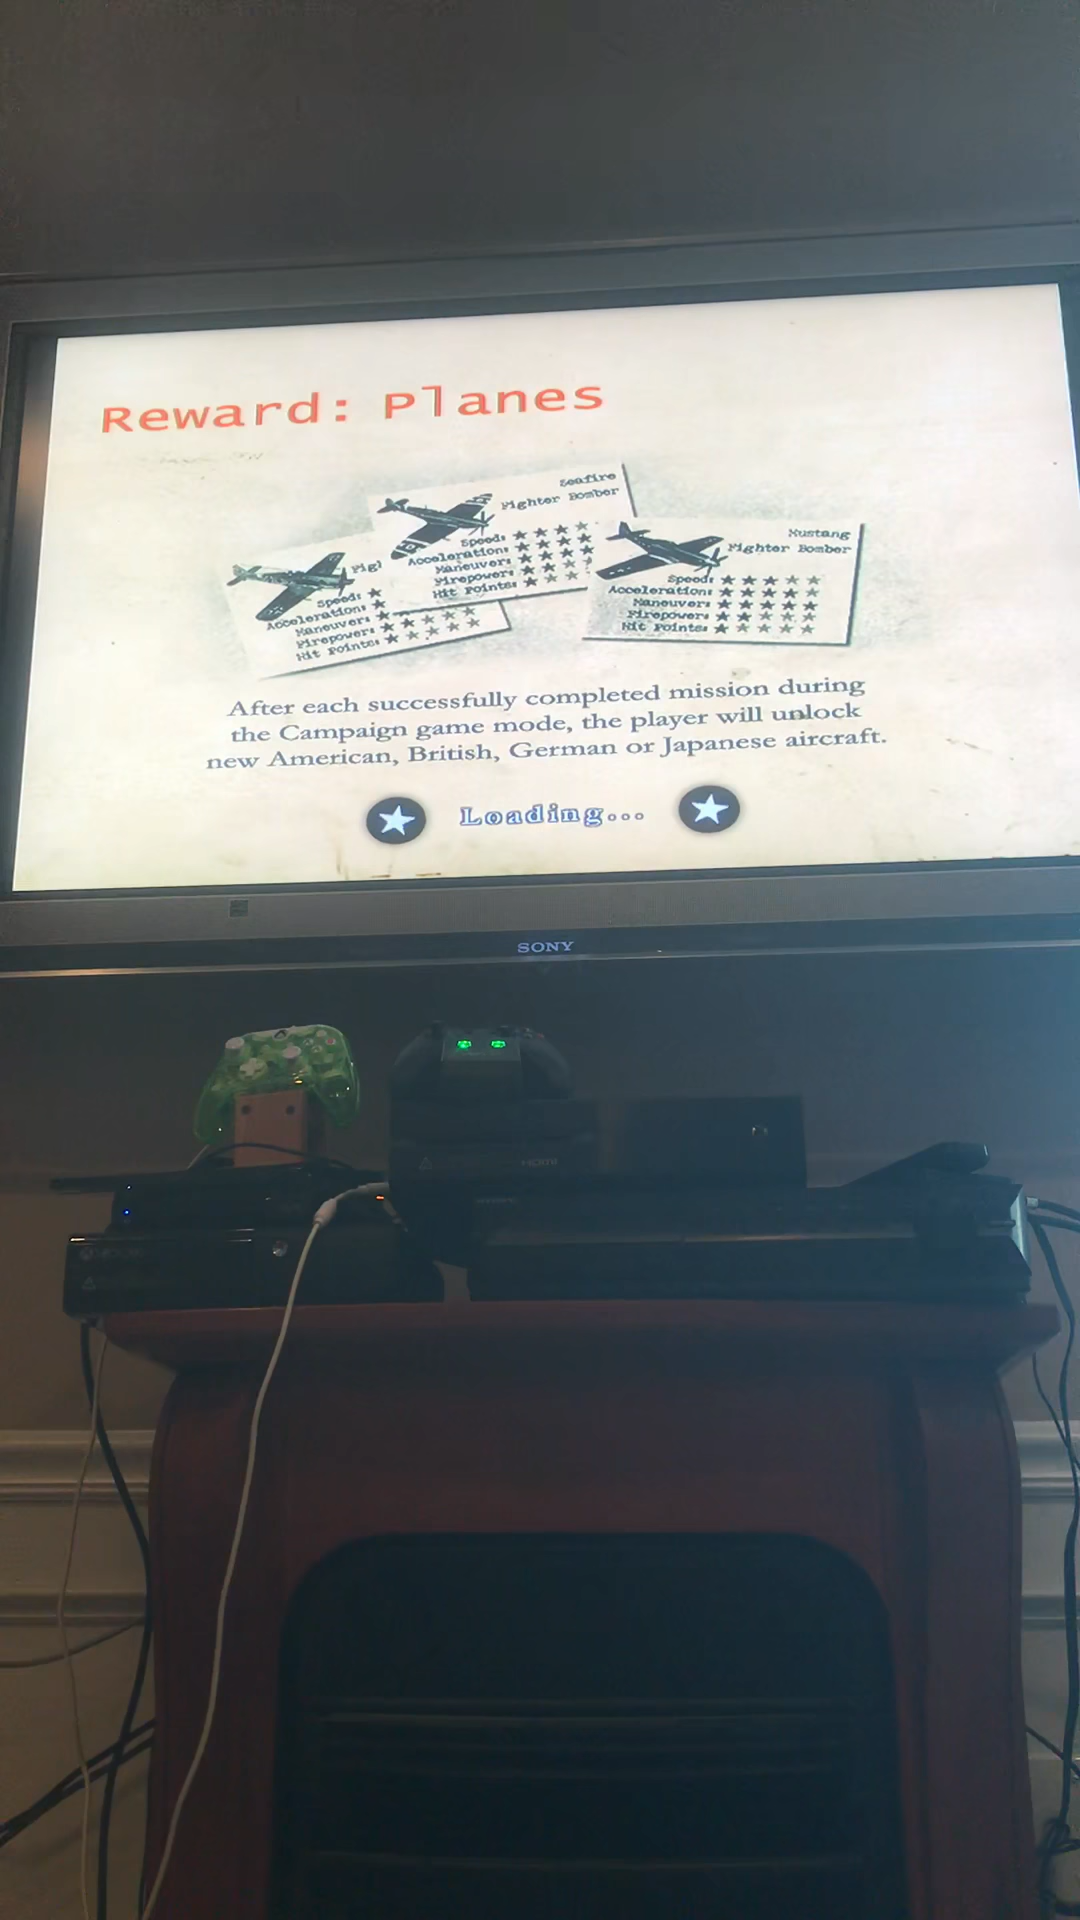 Reward: Planes
Seafire
Fighter Bomber
Speed:
Acceleration:
Maneuver:
Firepower:
Hit Points:
Mustang
Fighter Bomber
Speed:
Acceleration:
Maneuver:
Firepower:
Hit Points:
Figl
Speed:
Acceleration:
Maneuver:
Firepower:
Hit Points:
After each successfully completed mission during
the Campaign game mode, the player will unlock
new American, British, German or Japanese aircraft.
Loading...
SONY
HDMI